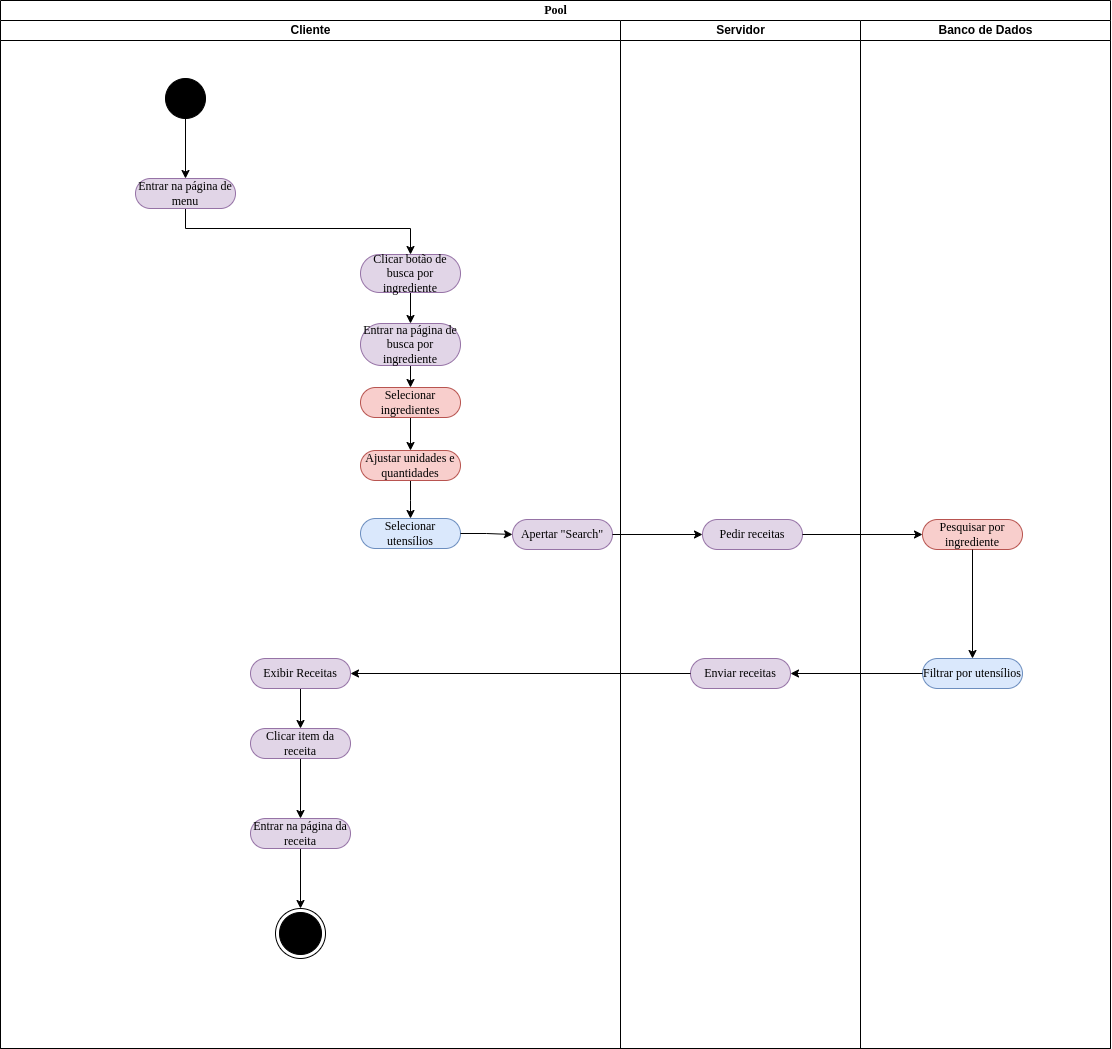 Pool
Cliente
Servidor
Banco de Dados
Entrar na página de
menu
Clicar botão de
busca por
ingrediente
Entrar na página de
busca por
ingrediente
Selecionar
ingredientes
Ajustar unidades e
quantidades
Selecionar
utensílios
Apertar "Search"
Pedir receitas
Pesquisar por
ingrediente
Filtrar por utensílios
Enviar receitas
Exibir Receitas
Clicar item da
receita
Entrar na página da
receita